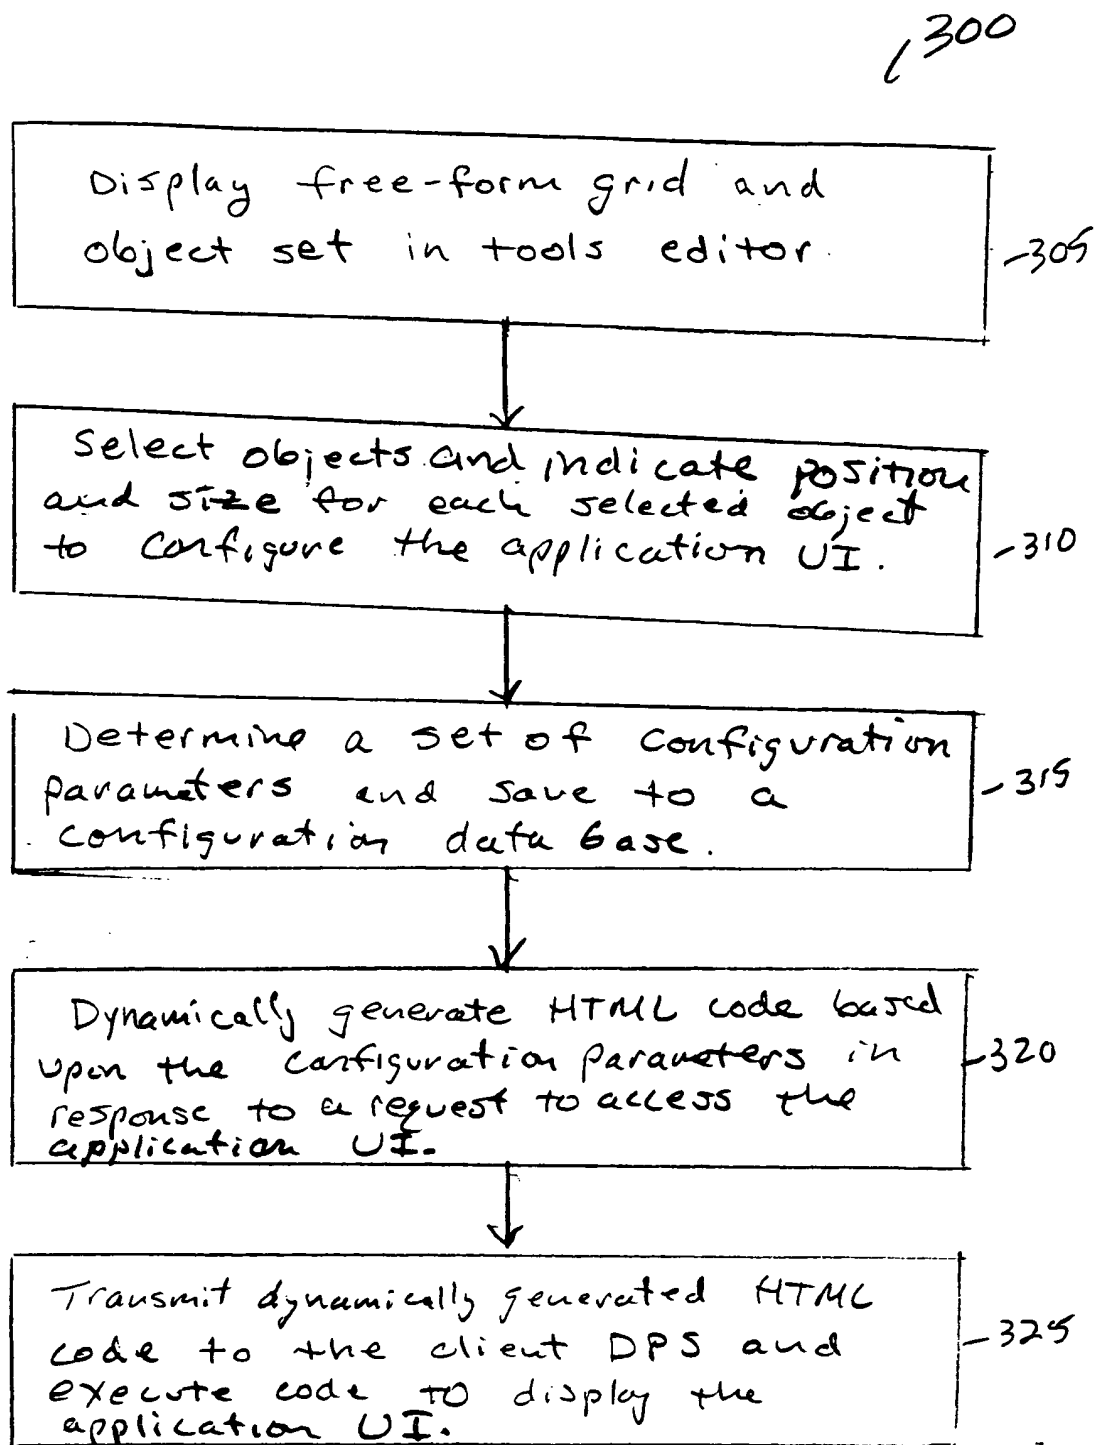 300
Display free-form grid and
object set in tools editor.
305
Select objects and indicate position
and size for each selected object
to configure the application UI.
310
Determine a set of configuration
parameters and save to a
configuration data base.
315
Dynamically generate HTML code based
upon the configuration parameters in
response to a request to access the
application UI.
320
Transmit dynamically generated HTML
code to the client DPS and
execute code to display the
application UI.
325